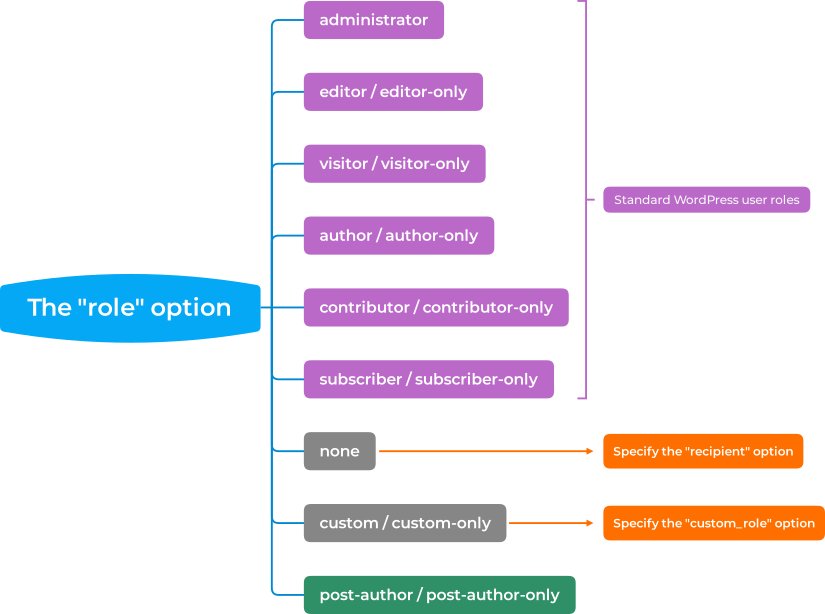 administrator
editor / editor-only
visitor / visitor-only
Standard WordPress user roles
author / author-only
The "role" option
contributor / contributor-only
subscriber / subscriber-only
none
Specify the "recipient" option
custom / custom-only
Specify the "custom_role" option
post-author / post-author-only